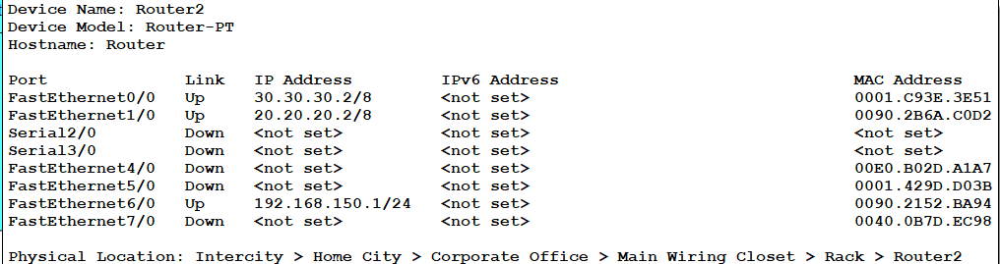 Device Name: Router2
Device Model: Router-PT
Hostname: Router
Port Link IP Address IPv6 Address MAC Address
FastEthernet0/0 Up 30.30.30.2/8 <not set> 0001.C93E.3E51
FastEthernet1/0 Up 20.20.20.2/8 <not set> 0090.2B6A.C0D2
Serial2/0 Down <not set> <not set> <not set>
Serial3/0 Down <not set> <not set> <not set>
FastEthernet4/0 Down <not set> <not set> 00E0.B02D.A1A7
FastEthernet5/0 Down <not set> <not set> 0001.429D.D03B
FastEthernet6/0 Up 192.168.150.1/24 <not set> 0090.2152.BA94
FastEthernet7/0 Down <not set> <not set> 0040.0B7D.EC98
Physical Location: Intercity > Home City > Corporate Office > Main Wiring Closet > Rack > Router2